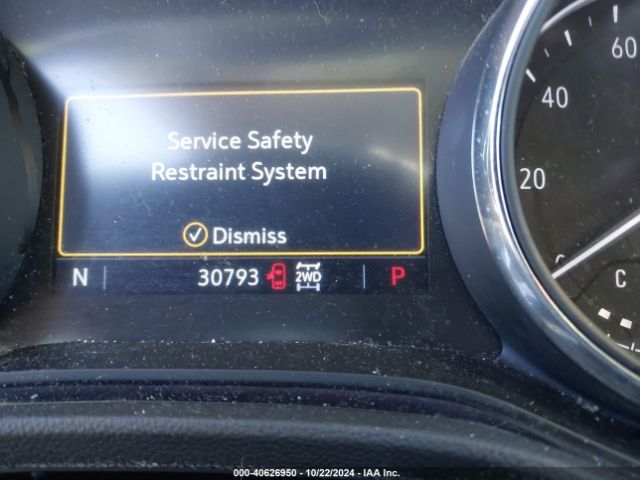 Service Safety
Restraint System
Dismiss
N 30793 2WD P
60
40
20
C
000-40626950 - 10/22/2024 - IAA Inc.